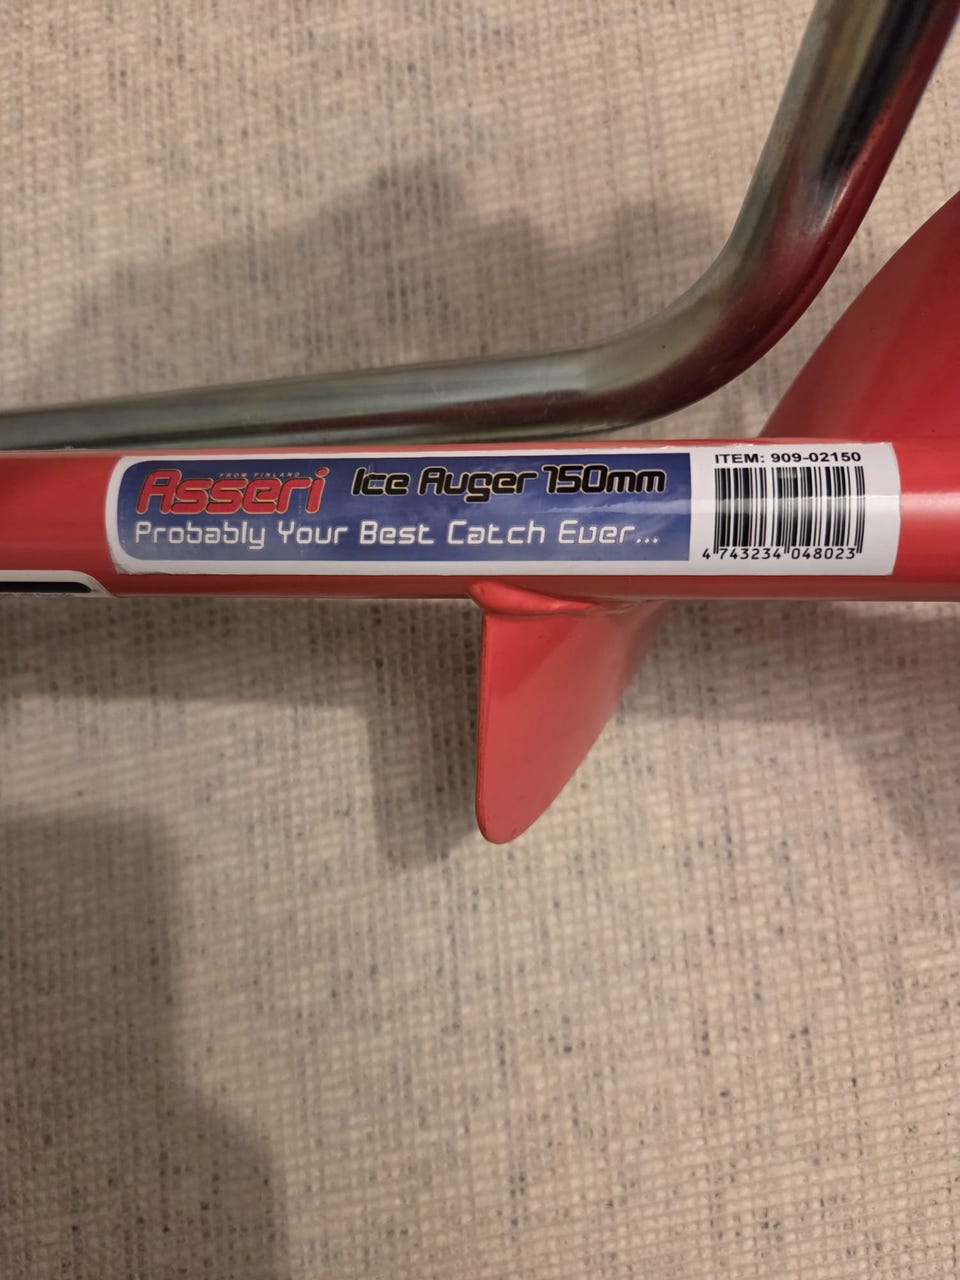 FROM FINLAND
Asseri Ice Auger 150mm
Probably Your Best Catch Ever...
ITEM: 909-02150
4 743234 048023